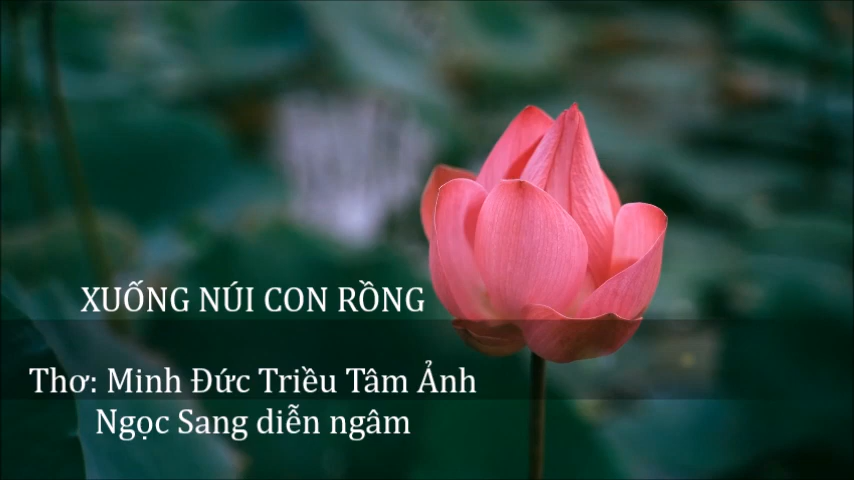 XUỐNG NÚI CON RỒNG
Thơ: Minh Đức Triều Tâm Ảnh
Ngọc Sang diễn ngâm